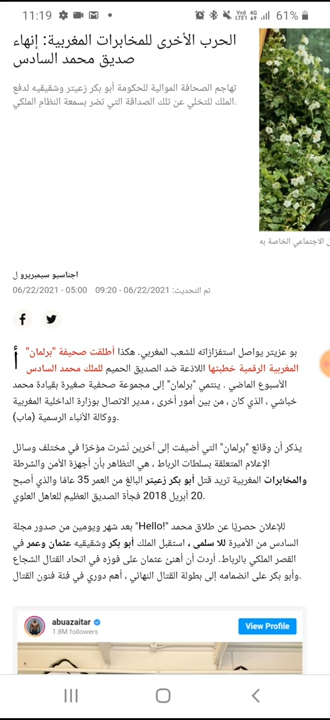 11:19
61%
الحرب الأخرى للمخابرات المغربية: إنهاء
صديق محمد السادس
تهاجم الصحافة الموالية للحكومة أبو بكر زعيتر وشقيقيه لدفع
الملك للتخلي عن تلك الصداقة التي تضر بسمعة النظام الملكي.
ل الاجتماعي الخاصة به
اجناسيو سيمبريرو ل
تم التحديث: 06/22/2021 - 09:20 05:00 - 06/22/2021
أ
بو عزيتر يواصل استفزازاته للشعب المغربي. هكذا أطلقت صحيفة "برلمان"
المغربية الرقمية خطبتها اللاذعة ضد الصديق الحميم للملك محمد السادس
الأسبوع الماضي . ينتمي "برلمان" إلى مجموعة صحفية صغيرة بقيادة محمد
خباشي ، الذي كان ، من بين أمور أخرى ، مدير الاتصال بوزارة الداخلية المغربية
ووكالة الأنباء الرسمية (ماب).
يذكر أن وقائع "برلمان" التي أضيفت إلى آخرين نُشرت مؤخرًا في مختلف وسائل
الإعلام المتعلقة بسلطات الرباط ، هي التظاهر بأن أجهزة الأمن والشرطة
والمخابرات المغربية تريد قتل أبو بكر زعيتر البالغ من العمر 35 عامًا والذي أصبح
20 أبريل 2018 فجأة الصديق العظيم للعاهل العلوي.
للإعلان حصريًا عن طلاق محمد "Hello!" بعد شهر ويومين من صدور مجلة
السادس من الأميرة للا سلمى ، استقبل الملك أبو بكر وشقيقيه عثمان وعمر في
القصر الملكي بالرباط. أردت أن أهنئ عثمان على فوزه في اتحاد القتال الشجاع
وأبو بكر على انضمامه إلى بطولة القتال النهائي ، أهم دوري في فئة فنون القتال.
abuazaitar
1.8M followers
View Profile